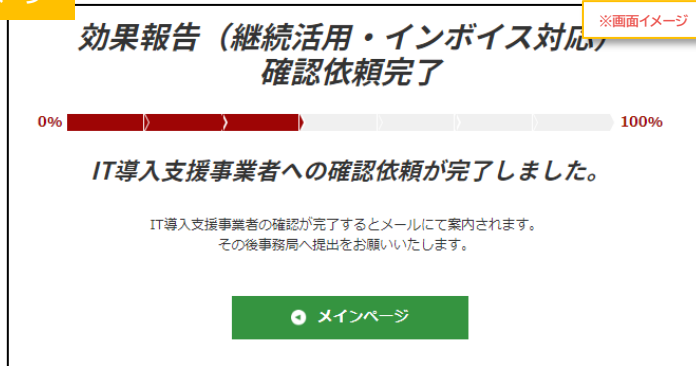 ※画面イメージ
効果報告（継続活用・インボイス対応）
確認依頼完了
0%
100%
IT導入支援事業者への確認依頼が完了しました。
IT導入支援事業者の確認が完了するとメールにて案内されます。
その後事務局へ提出をお願いいたします。
メインページ